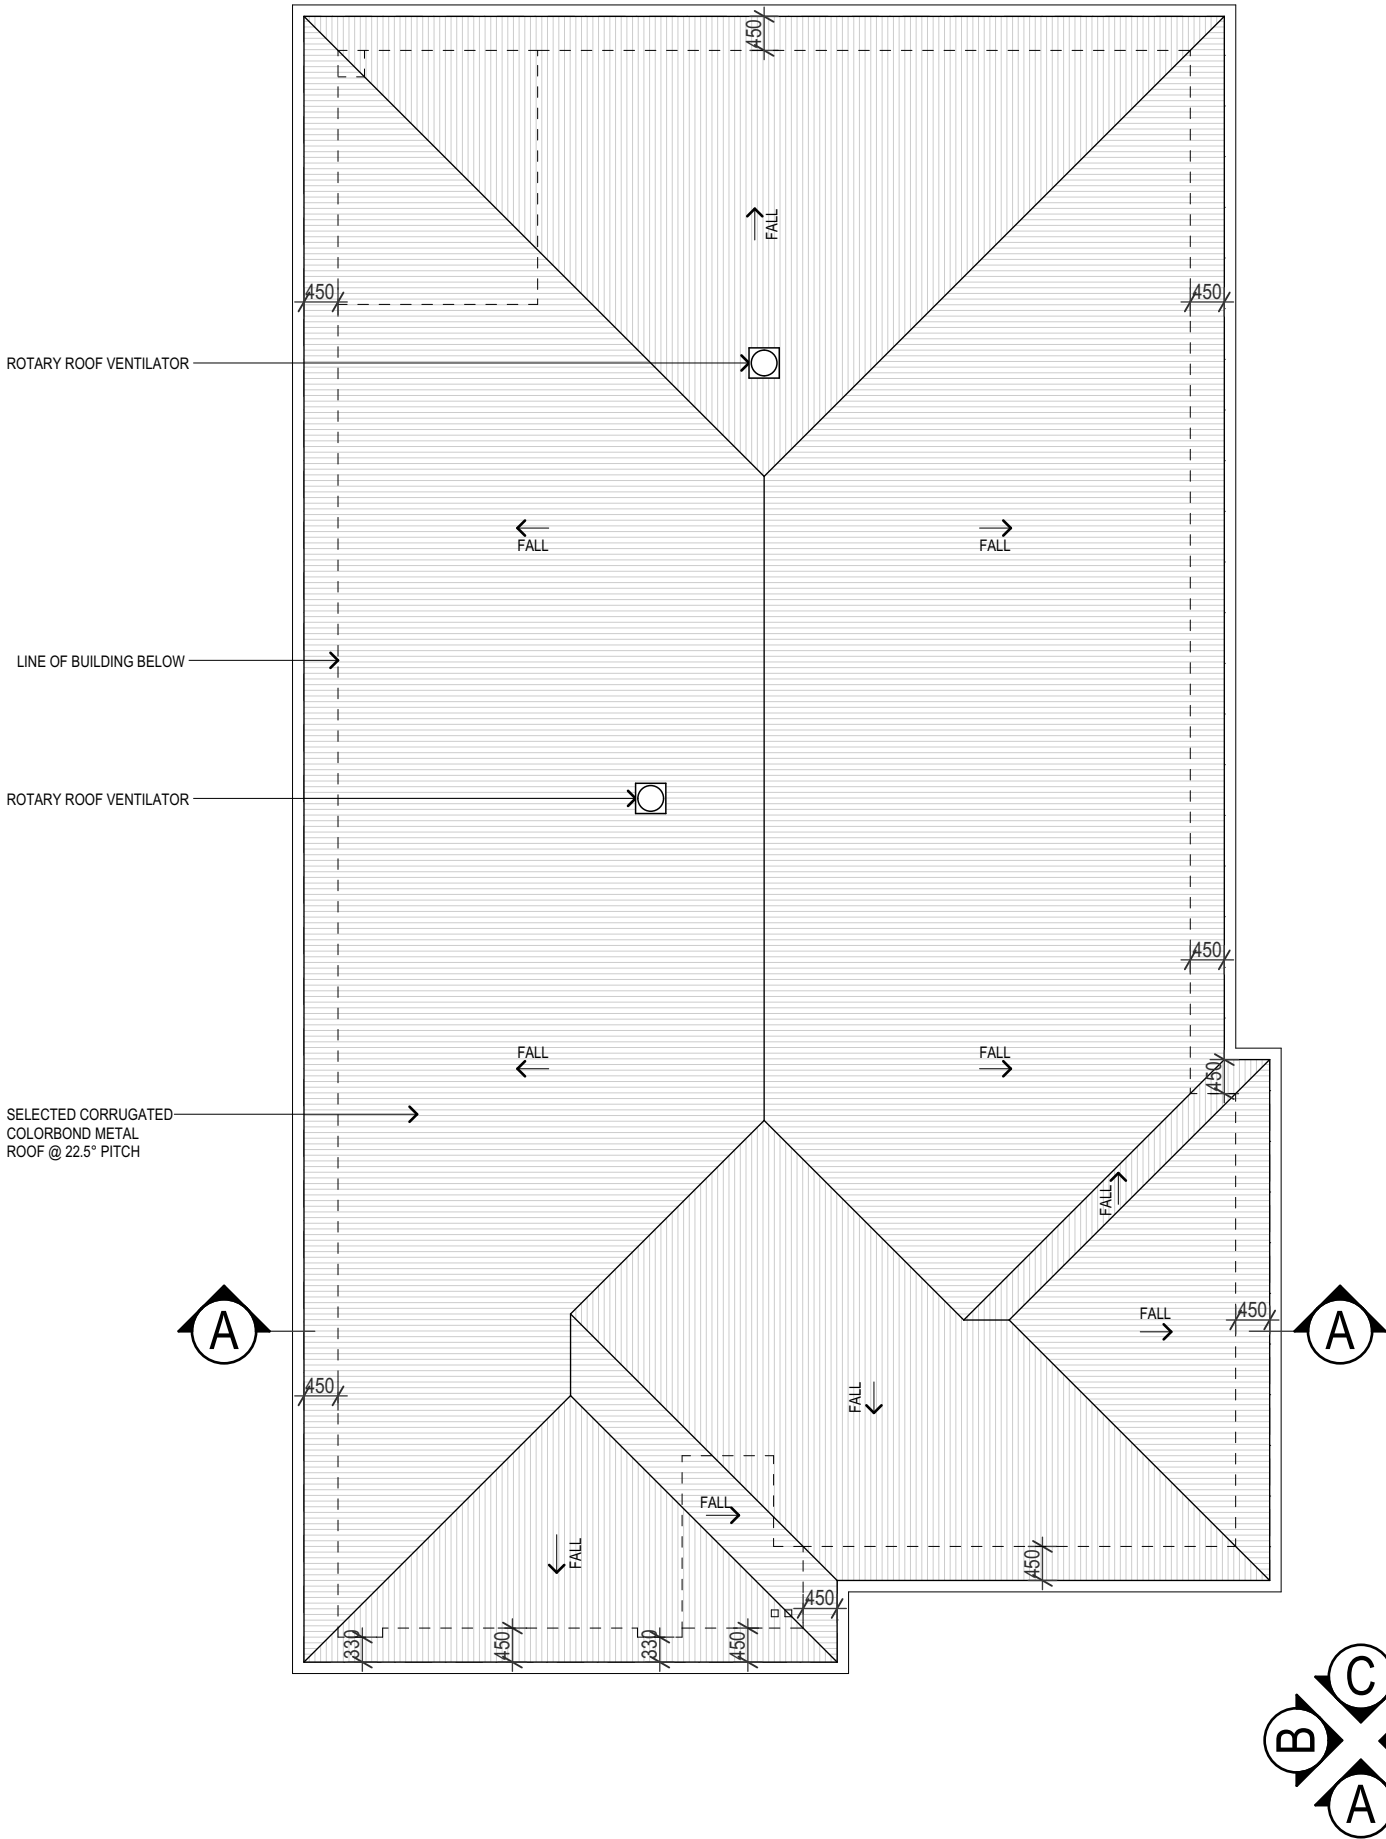 450
FALL
450
450
ROTARY ROOF VENTILATOR
FALL
FALL
LINE OF BUILDING BELOW
ROTARY ROOF VENTILATOR
450
FALL
FALL
450
SELECTED CORRUGATED
COLORBOND METAL
ROOF @ 22.5° PITCH
FALL
A
FALL
450
A
450
FALL
FALL
FALL
450
450
330
450
330
450
C
B
A